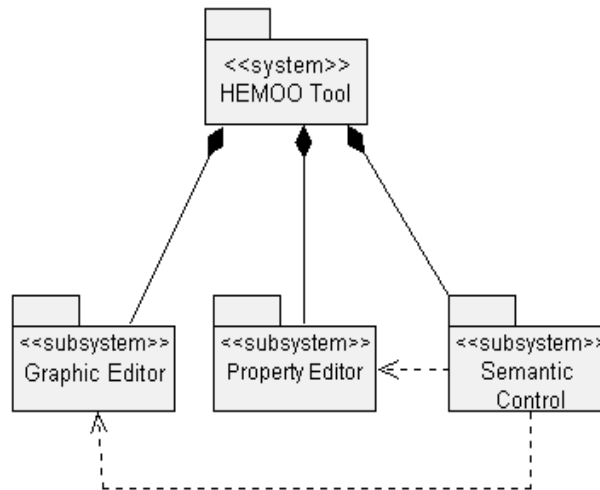 <<system>>
HEMOO Tool
<<subsystem>>
Graphic Editor
<<subsystem>>
Property Editor
<<subsystem>>
Semantic
Control